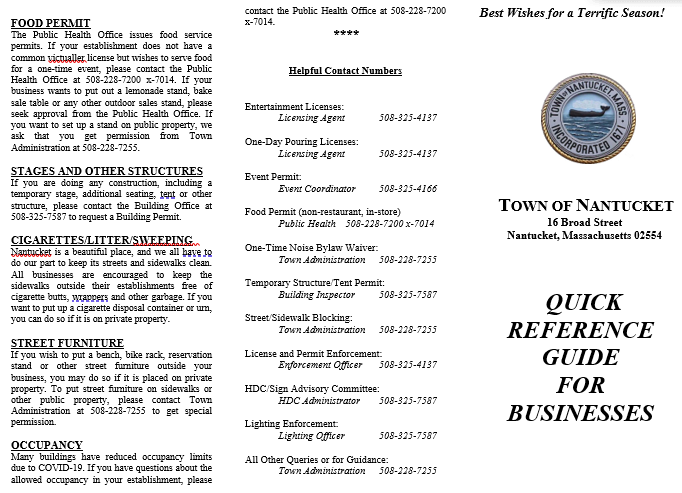 FOOD PERMIT
The Public Health Office issues food service
permits. If your establishment does not have a
common victualler license but wishes to serve food
for a one-time event, please contact the Public
Health Office at 508-228-7200 x-7014. If your
business wants to put out a lemonade stand, bake
sale table or any other outdoor sales stand, please
seek approval from the Public Health Office. If
you want to set up a stand on public property, we
ask that you get permission from Town
Administration at 508-228-7255.
STAGES AND OTHER STRUCTURES
If you are doing any construction, including a
temporary stage, additional seating, tent or other
structure, please contact the Building Office at
508-325-7587 to request a Building Permit.
CIGARETTES/LITTER/SWEEPING
Nantucket is a beautiful place, and we all have to
do our part to keep its streets and sidewalks clean.
All businesses are encouraged to keep the
sidewalks outside their establishments free of
cigarette butts, wrappers and other garbage. If you
want to put up a cigarette disposal container or urn,
you can do so if it is on private property.
STREET FURNITURE
If you wish to put a bench, bike rack, reservation
stand or other street furniture outside your
business, you may do so if it is placed on private
property. To put street furniture on sidewalks or
other public property, please contact Town
Administration at 508-228-7255 to get special
permission.
OCCUPANCY
Many buildings have reduced occupancy limits
due to COVID-19. If you have questions about the
allowed occupancy in your establishment, please
contact the Public Health Office at 508-228-7200
x-7014.
****
Helpful Contact Numbers
Entertainment Licenses:
Licensing Agent 508-325-4137
One-Day Pouring Licenses:
Licensing Agent 508-325-4137
Event Permit:
Event Coordinator 508-325-4166
Food Permit (non-restaurant, in-store)
Public Health 508-228-7200 x-7014
One-Time Noise Bylaw Waiver:
Town Administration 508-228-7255
Temporary Structure/Tent Permit:
Building Inspector 508-325-7587
Street/Sidewalk Blocking:
Town Administration 508-228-7255
License and Permit Enforcement:
Enforcement Officer 508-325-4137
HDC/Sign Advisory Committee:
HDC Administrator 508-325-7587
Lighting Enforcement:
Lighting Officer 508-325-7587
All Other Queries or for Guidance:
Town Administration 508-228-7255
Best Wishes for a Terrific Season!
TOWN OF NANTUCKET, MASS.
INCORPORATED 1671
TOWN OF NANTUCKET
16 Broad Street
Nantucket, Massachusetts 02554
QUICK
REFERENCE
GUIDE
FOR
BUSINESSES